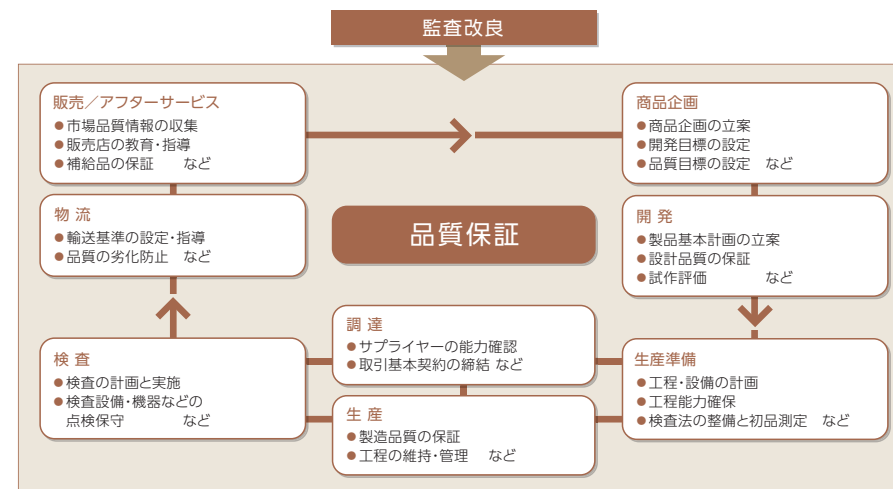 監査改良
販売／アフターサービス
●市場品質情報の収集
●販売店の教育・指導
●補給品の保証　など
商品企画
●商品企画の立案
●開発目標の設定
●品質目標の設定　など
物 流
●輸送基準の設定・指導
●品質の劣化防止　など
品質保証
開 発
●製品基本計画の立案
●設計品質の保証
●試作評価　など
調 達
●サプライヤーの能力確認
●取引基本契約の締結 など
検 査
●検査の計画と実施
●検査設備・機器などの
点検保守　など
生産準備
●工程・設備の計画
●工程能力確保
●検査法の整備と初品測定　など
生 産
●製造品質の保証
●工程の維持・管理　など